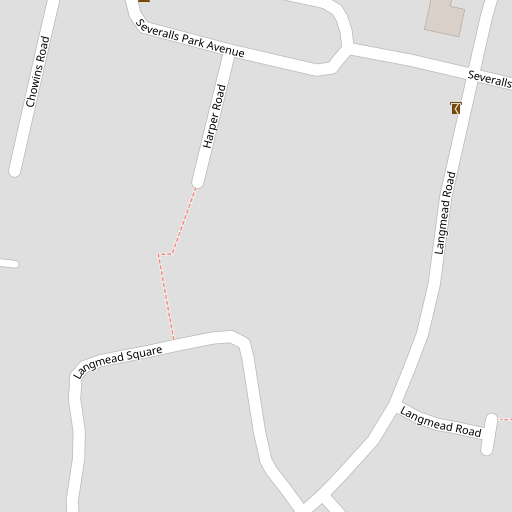 Severalls Park Avenue
Chowins Road
Severalls
Harper Road
Langmead Road
Langmead Square
Langmead Road